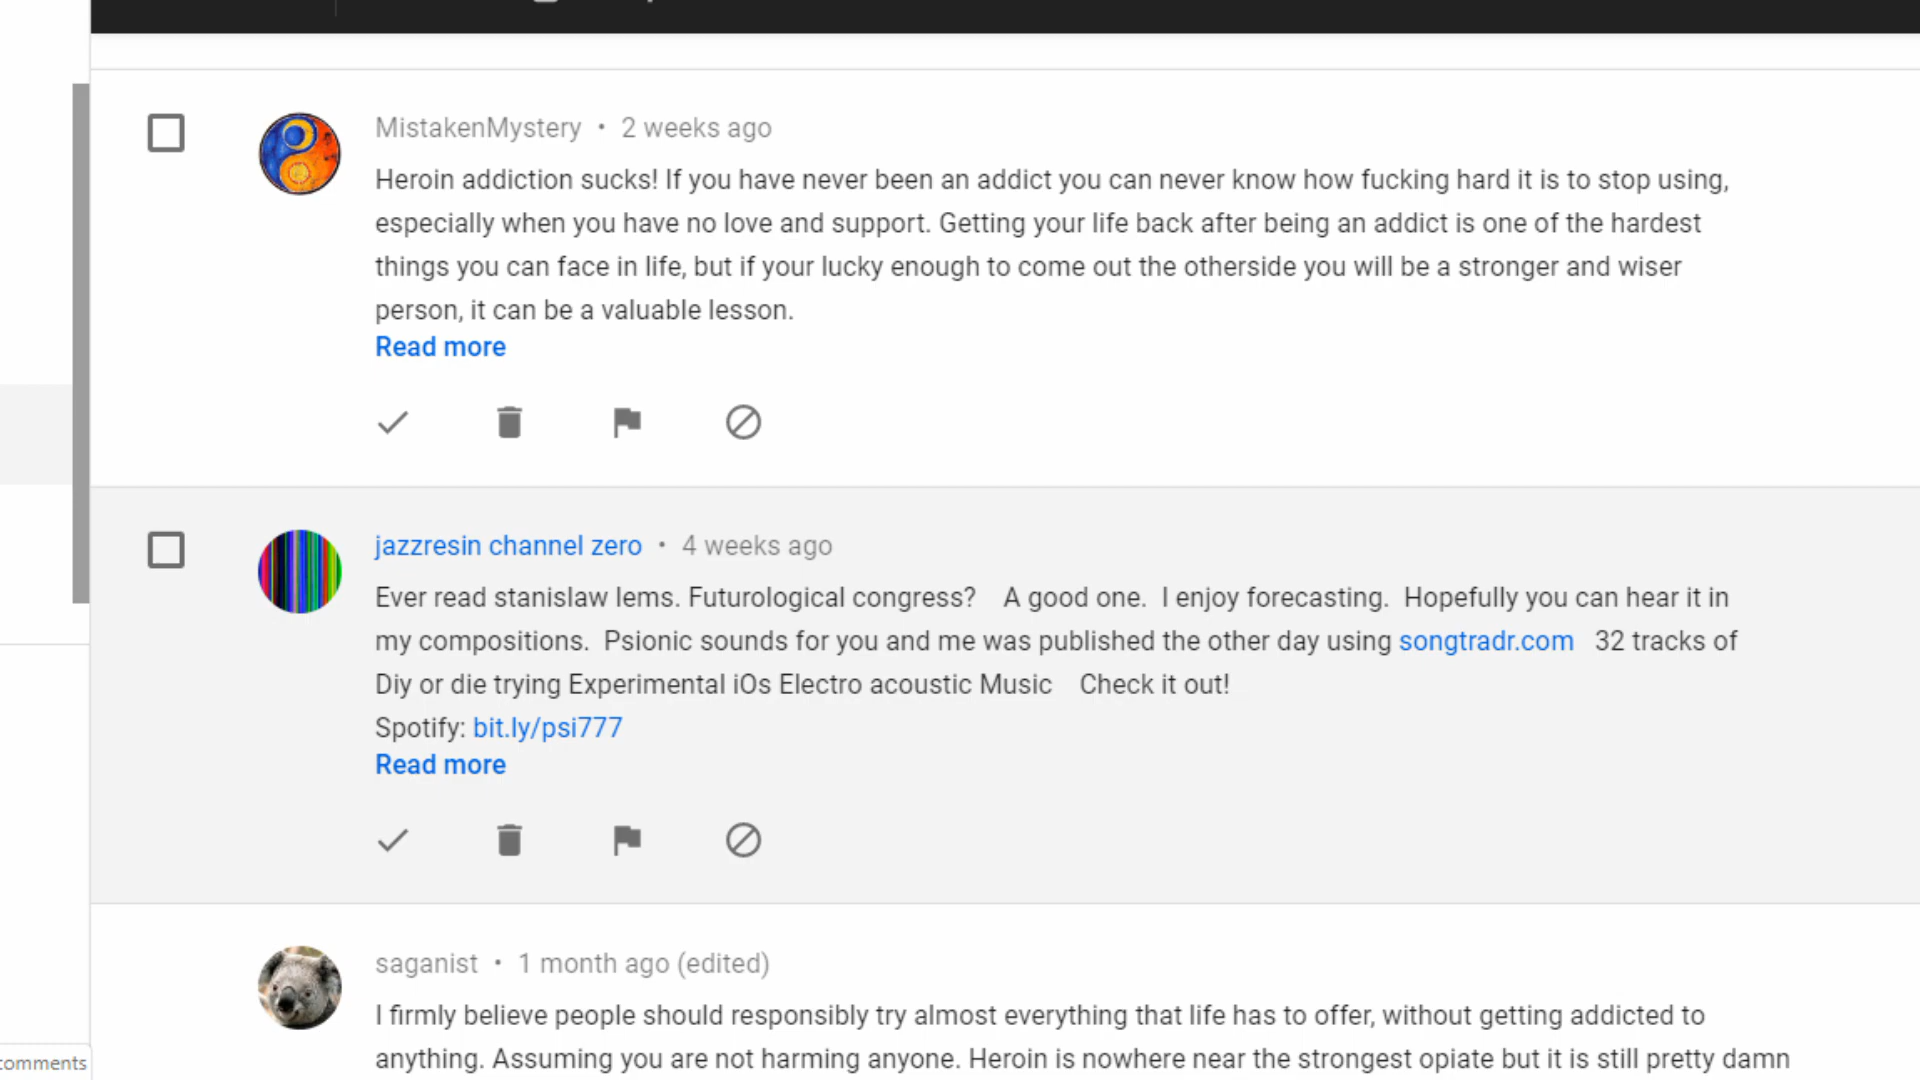 MistakenMystery • 2 weeks ago
Heroin addiction sucks! If you have never been an addict you can never know how fucking hard it is to stop using,
especially when you have no love and support. Getting your life back after being an addict is one of the hardest
things you can face in life, but if your lucky enough to come out the otherside you will be a stronger and wiser
person, it can be a valuable lesson.
Read more
jazzresin channel zero • 4 weeks ago
Ever read stanislaw lems. Futurological congress?    A good one.  I enjoy forecasting.  Hopefully you can hear it in
my compositions.  Psionic sounds for you and me was published the other day using songtradr.com   32 tracks of
Diy or die trying Experimental iOs Electro acoustic Music    Check it out!
Spotify: bit.ly/psi777
Read more
saganist • 1 month ago (edited)
I firmly believe people should responsibly try almost everything that life has to offer, without getting addicted to
anything. Assuming you are not harming anyone. Heroin is nowhere near the strongest opiate but it is still pretty damn
comments